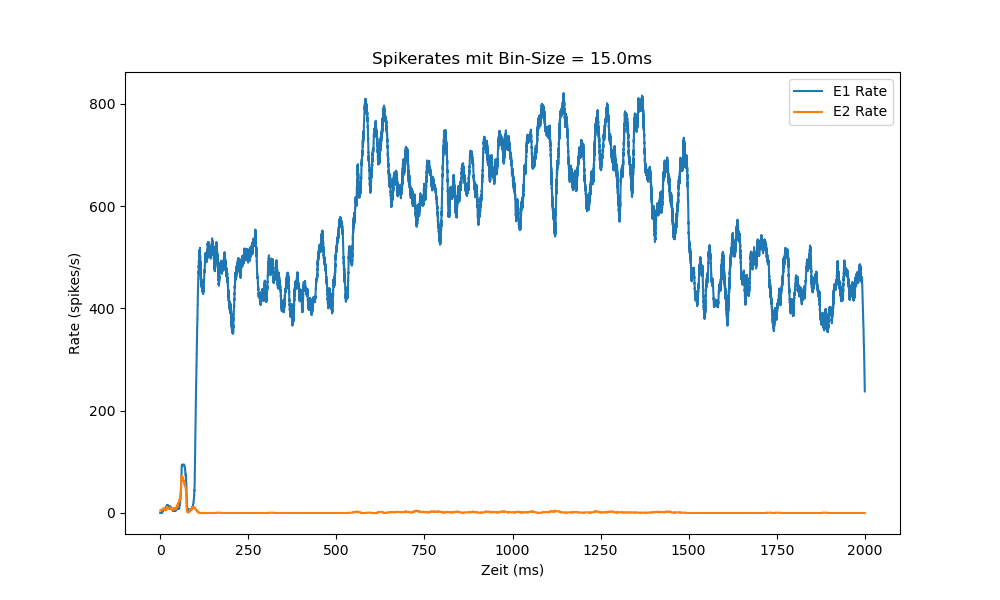 Spikerates mit Bin-Size = 15.0ms
E1 Rate
E2 Rate
800
600
400
200
0
Rate (spikes/s)
0 250 500 750 1000 1250 1500 1750 2000
Zeit (ms)